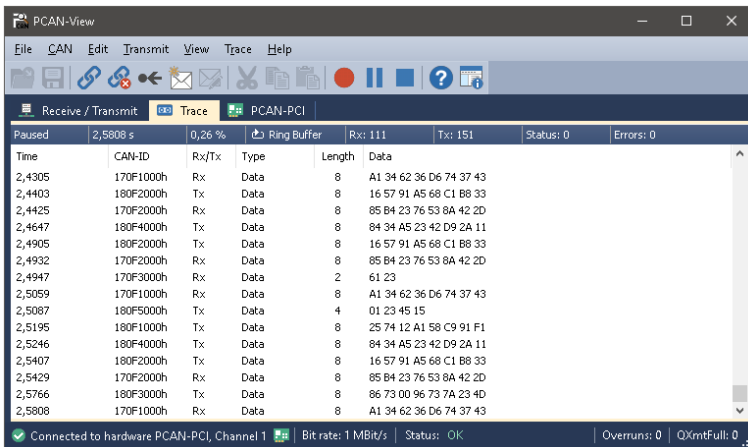 PCAN-View
File CAN Edit Transmit View Trace Help
Receive / Transmit Trace PCAN-PCI
Paused 2,5808 s 0,26 % Ring Buffer Rx: 111 Tx: 151 Status: 0 Errors: 0
Time CAN-ID Rx/Tx Type Length Data
2,4305 170F1000h Rx Data 8 A1 34 62 36 D6 74 37 43
2,4403 180F2000h Tx Data 8 16 57 91 A5 68 C1 B8 33
2,4425 170F2000h Rx Data 8 85 B4 23 76 53 8A 42 2D
2,4647 180F4000h Tx Data 8 84 34 A5 23 42 D9 2A 11
2,4905 180F2000h Tx Data 8 16 57 91 A5 68 C1 B8 33
2,4932 170F2000h Rx Data 8 85 B4 23 76 53 8A 42 2D
2,4947 170F3000h Rx Data 2 61 23
2,5059 170F1000h Rx Data 8 A1 34 62 36 D6 74 37 43
2,5087 180F5000h Tx Data 4 01 23 45 15
2,5195 180F1000h Tx Data 8 25 74 12 A1 58 C9 91 F1
2,5246 180F4000h Tx Data 8 84 34 A5 23 42 D9 2A 11
2,5407 180F2000h Tx Data 8 16 57 91 A5 68 C1 B8 33
2,5429 170F2000h Rx Data 8 85 B4 23 76 53 8A 42 2D
2,5766 180F3000h Tx Data 8 86 73 00 96 73 7A 23 4D
2,5808 170F1000h Rx Data 8 A1 34 62 36 D6 74 37 43
Connected to hardware PCAN-PCI, Channel 1 Bit rate: 1 MBit/s Status: OK Overruns: 0 QXmtFull: 0